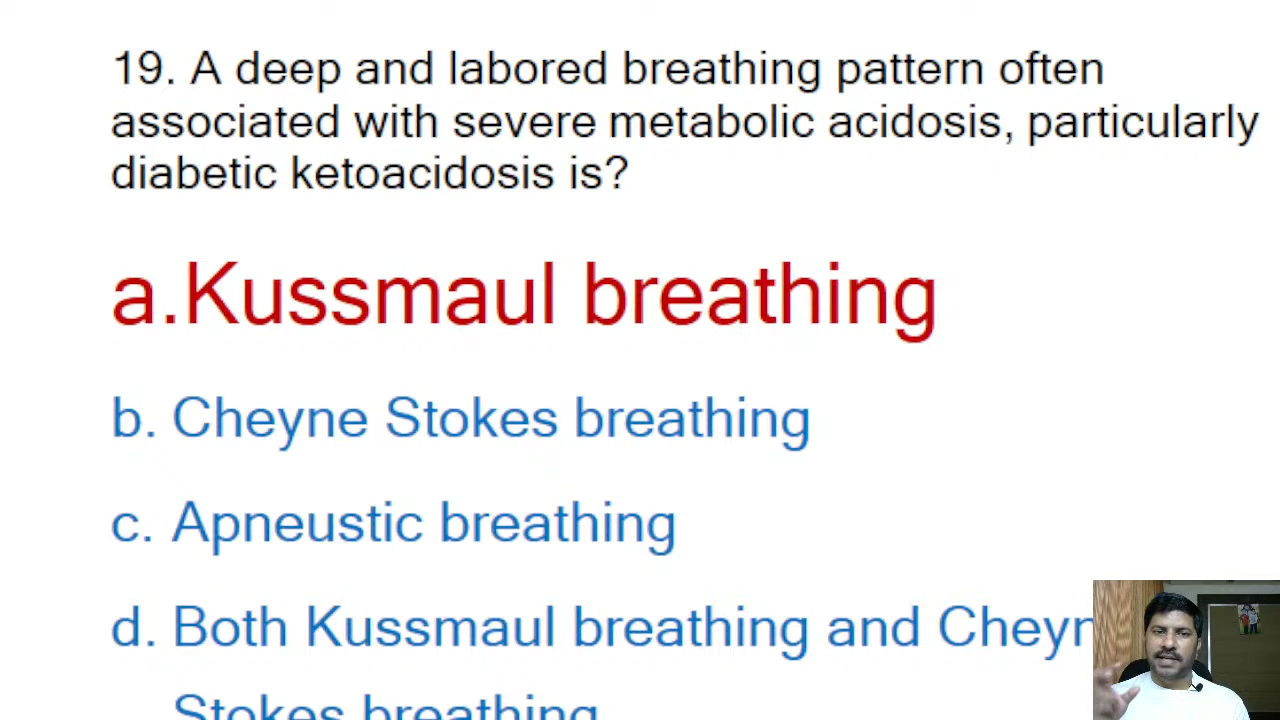 19. A deep and labored breathing pattern often
associated with severe metabolic acidosis, particularly
diabetic ketoacidosis is?
a.Kussmaul breathing
b. Cheyne Stokes breathing
c. Apneustic breathing
d. Both Kussmaul breathing and Cheyn
Stokes breathing